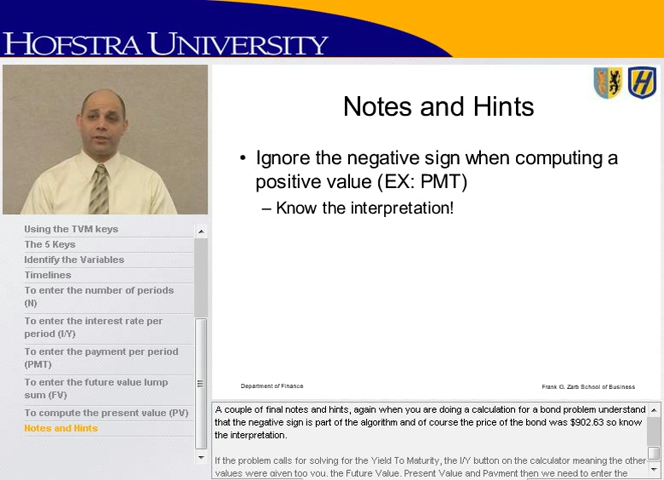 HOFSTRA UNIVERSITY
Notes and Hints
• Ignore the negative sign when computing a
positive value (EX: PMT)
– Know the interpretation!
Department of Finance
Frank G. Zarb School of Business
Using the TVM keys
The 5 Keys
Identify the Variables
Timelines
To enter the number of periods
(N)
To enter the interest rate per
period (I/Y)
To enter the payment per period
(PMT)
To enter the future value lump
sum (FV)
To compute the present value (PV)
Notes and Hints
A couple of final notes and hints, again when you are doing a calculation for a bond problem understand
that the negative sign is part of the algorithm and of course the price of the bond was $902.63 so know
the interpretation.
If the problem calls for solving for the Yield To Maturity, the I/Y button on the calculator meaning the other
values were given too you, the Future Value, Present Value and Payment then we need to enter the